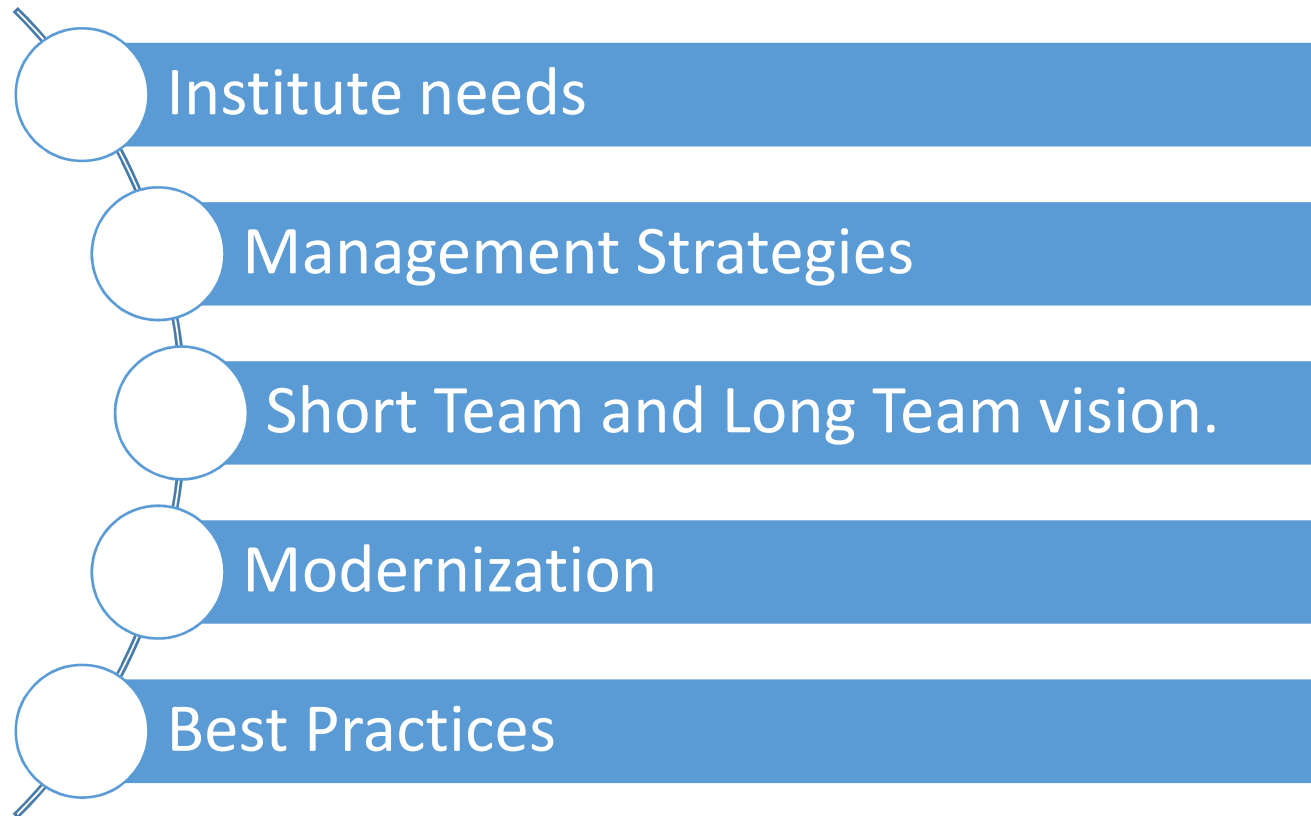 Institute needs
Management Strategies
Short Team and Long Team vision.
Modernization
Best Practices